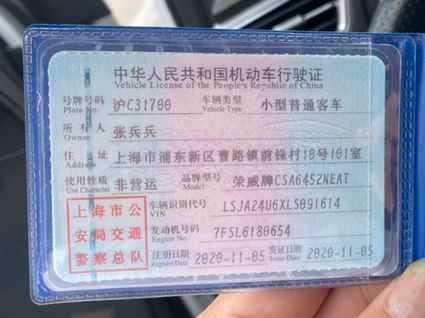 中华人民共和国机动车行驶证
Vehicle License of the People's Republic of China
号牌号码 沪C31700 车辆类型 小型普通客车
Plate No. Vehicle Type
所有人 张兵兵
Owner
住址 上海市浦东新区曹路镇前锋村18号101室
Address
使用性质 非营运 品牌型号 荣威牌CSA6452NEAT
Use Character Model
上海市公安局交通警察总队
车辆识别代号 LSJA24U6XLS091614
VIN
发动机号码 7FSL6180654
Engine No.
注册日期 2020-11-05 发证日期 2020-11-05
Register Date Issue Date